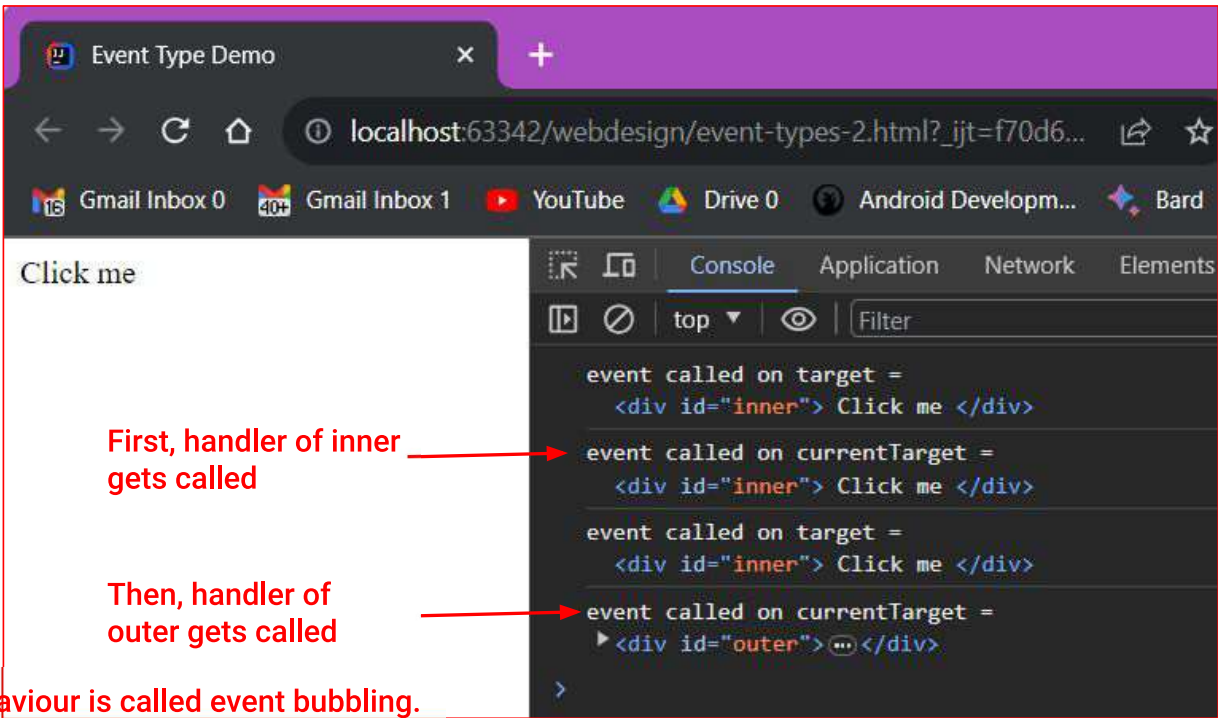 Event Type Demo
localhost:63342/webdesign/event-types-2.html?_ijt=f70d6...
16 Gmail Inbox 0 40+ Gmail Inbox 1 YouTube Drive 0 Android Developm... Bard
Click me
Console Application Network Elements
top Filter
event called on target =
<div id="inner"> Click me </div>
First, handler of inner
gets called
event called on currentTarget =
<div id="inner"> Click me </div>
event called on target =
<div id="inner"> Click me </div>
Then, handler of
outer gets called
event called on currentTarget =
<div id="outer">…</div>
aviour is called event bubbling.